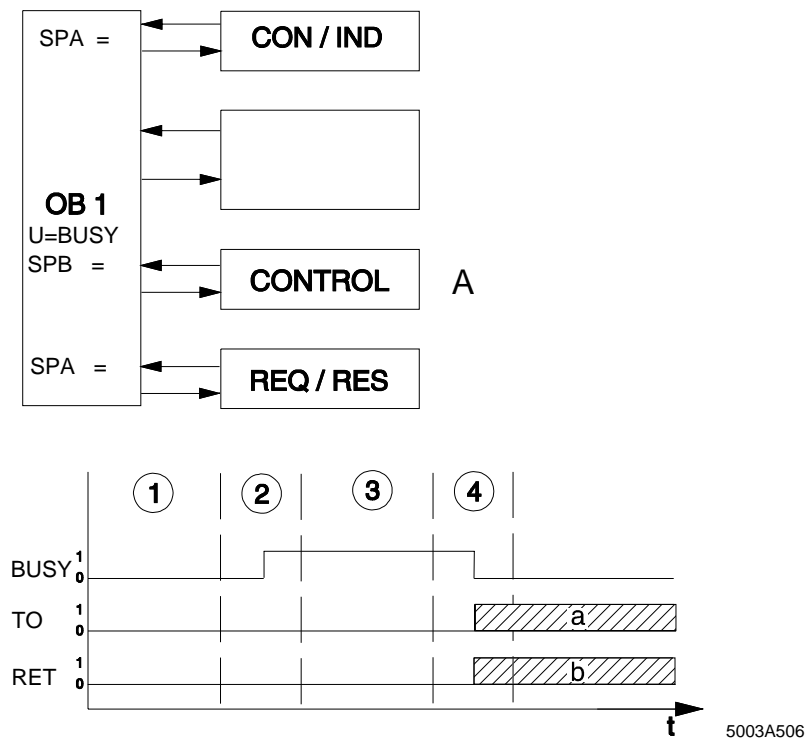 SPA =
CON / IND
OB 1
U=BUSY
SPB =
CONTROL
A
SPA =
REQ / RES
1 2 3 4
BUSY 1
0
TO 1
0
a
RET 1
0
b
t
5003A506